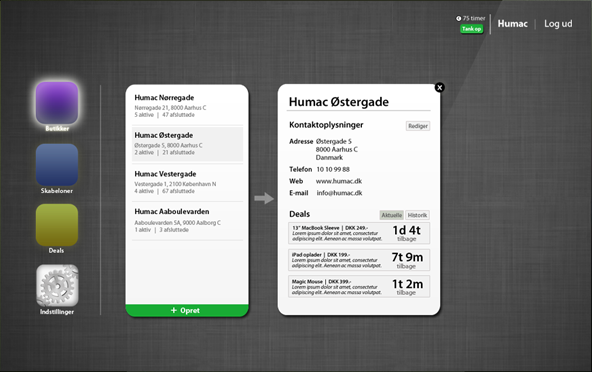 75 timer
Tank op
Humac
Log ud
Butikker
Skabeloner
Deals
Indstillinger
Humac Nørregade
Nørregade 21, 8000 Aarhus C
5 aktive | 47 afsluttede
Humac Østergade
Østergade 5, 8000 Aarhus C
2 aktive | 21 afsluttede
Humac Vestergade
Vestergade 1, 2100 København N
4 aktive | 67 afsluttede
Humac Aaboulevarden
Aaboulevarden 5A, 9000 Aalborg C
1 aktiv | 3 afsluttede
+ Opret
Humac Østergade
Kontaktoplysninger
Rediger
Adresse Østergade 5
8000 Aarhus C
Danmark
Telefon 10 10 99 88
Web www.humac.dk
E-mail info@humac.dk
Deals
Aktuelle
Historik
13" MacBook Sleeve | DKK 249.-
Lorem ipsum dolor sit amet, consectetur
adipiscing elit. Aenean ac massa volutpat.
1d 4t
tilbage
iPad oplader | DKK 199.-
Lorem ipsum dolor sit amet, consectetur
adipiscing elit. Aenean ac massa volutpat.
7t 9m
tilbage
Magic Mouse | DKK 399.-
Lorem ipsum dolor sit amet, consectetur
adipiscing elit. Aenean ac massa volutpat.
1t 2m
tilbage